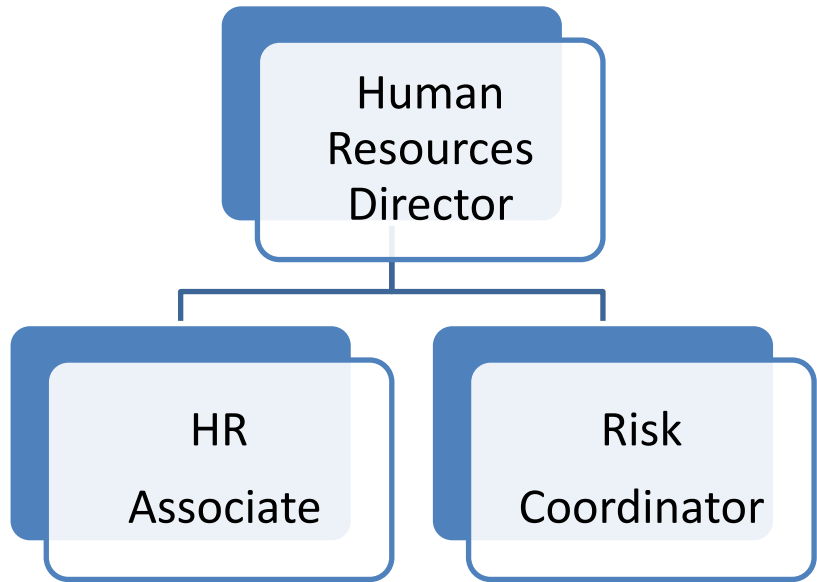 Human
Resources
Director
HR
Associate
Risk
Coordinator